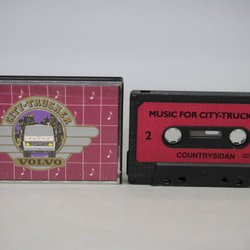 CITY-TRUCKER
VOLVO
MUSIC FOR CITY-TRUCK
2
COUNTRYSIDAN